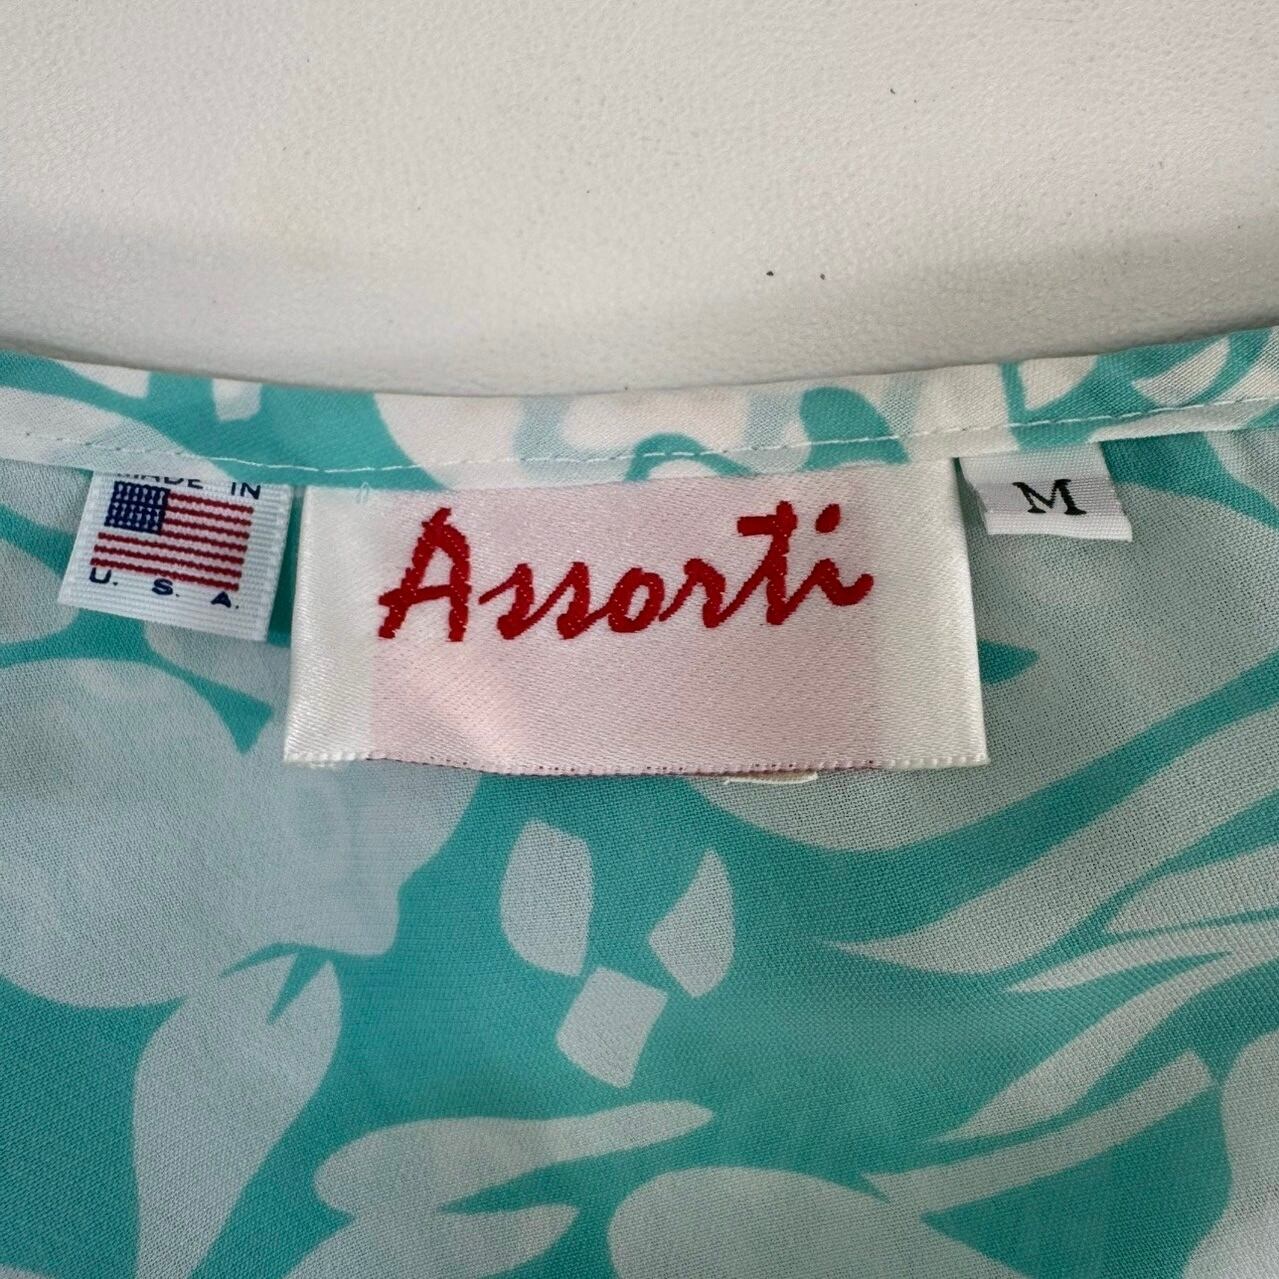 MADE IN
U. S. A.
Assorti
M